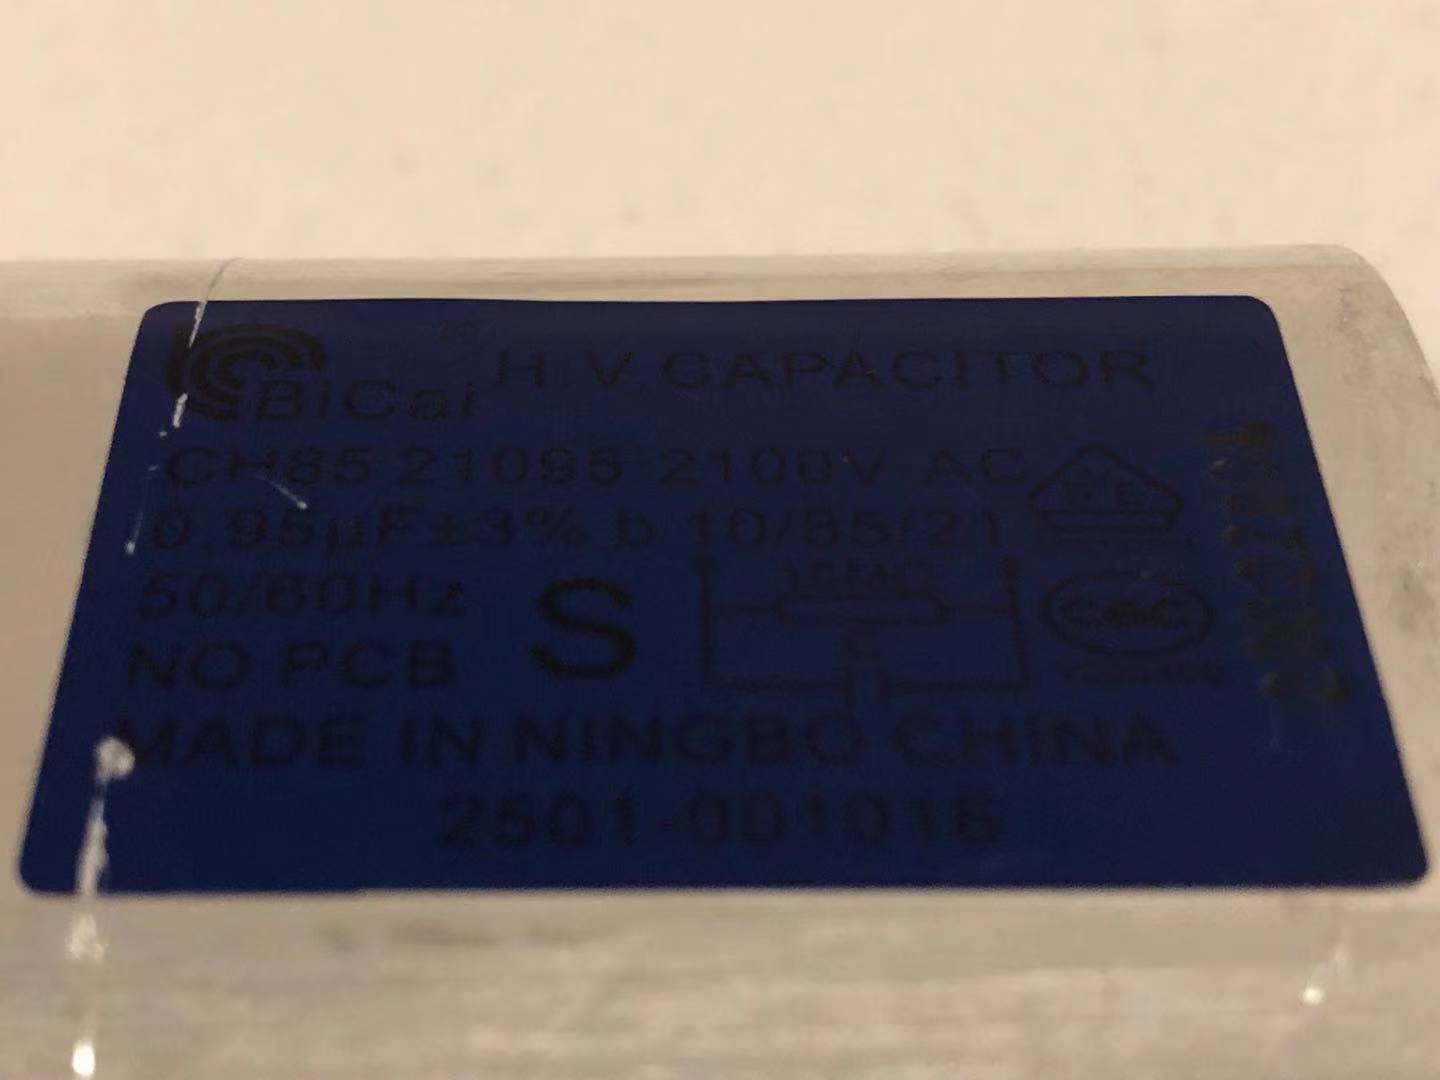 BiCai
®
H V CAPACITOR
CH85 21095 2100V AC
0.95µF±3% b 10/85/21
50/60Hz
S
NO PCB
MADE IN NINGBO CHINA
2501-001016